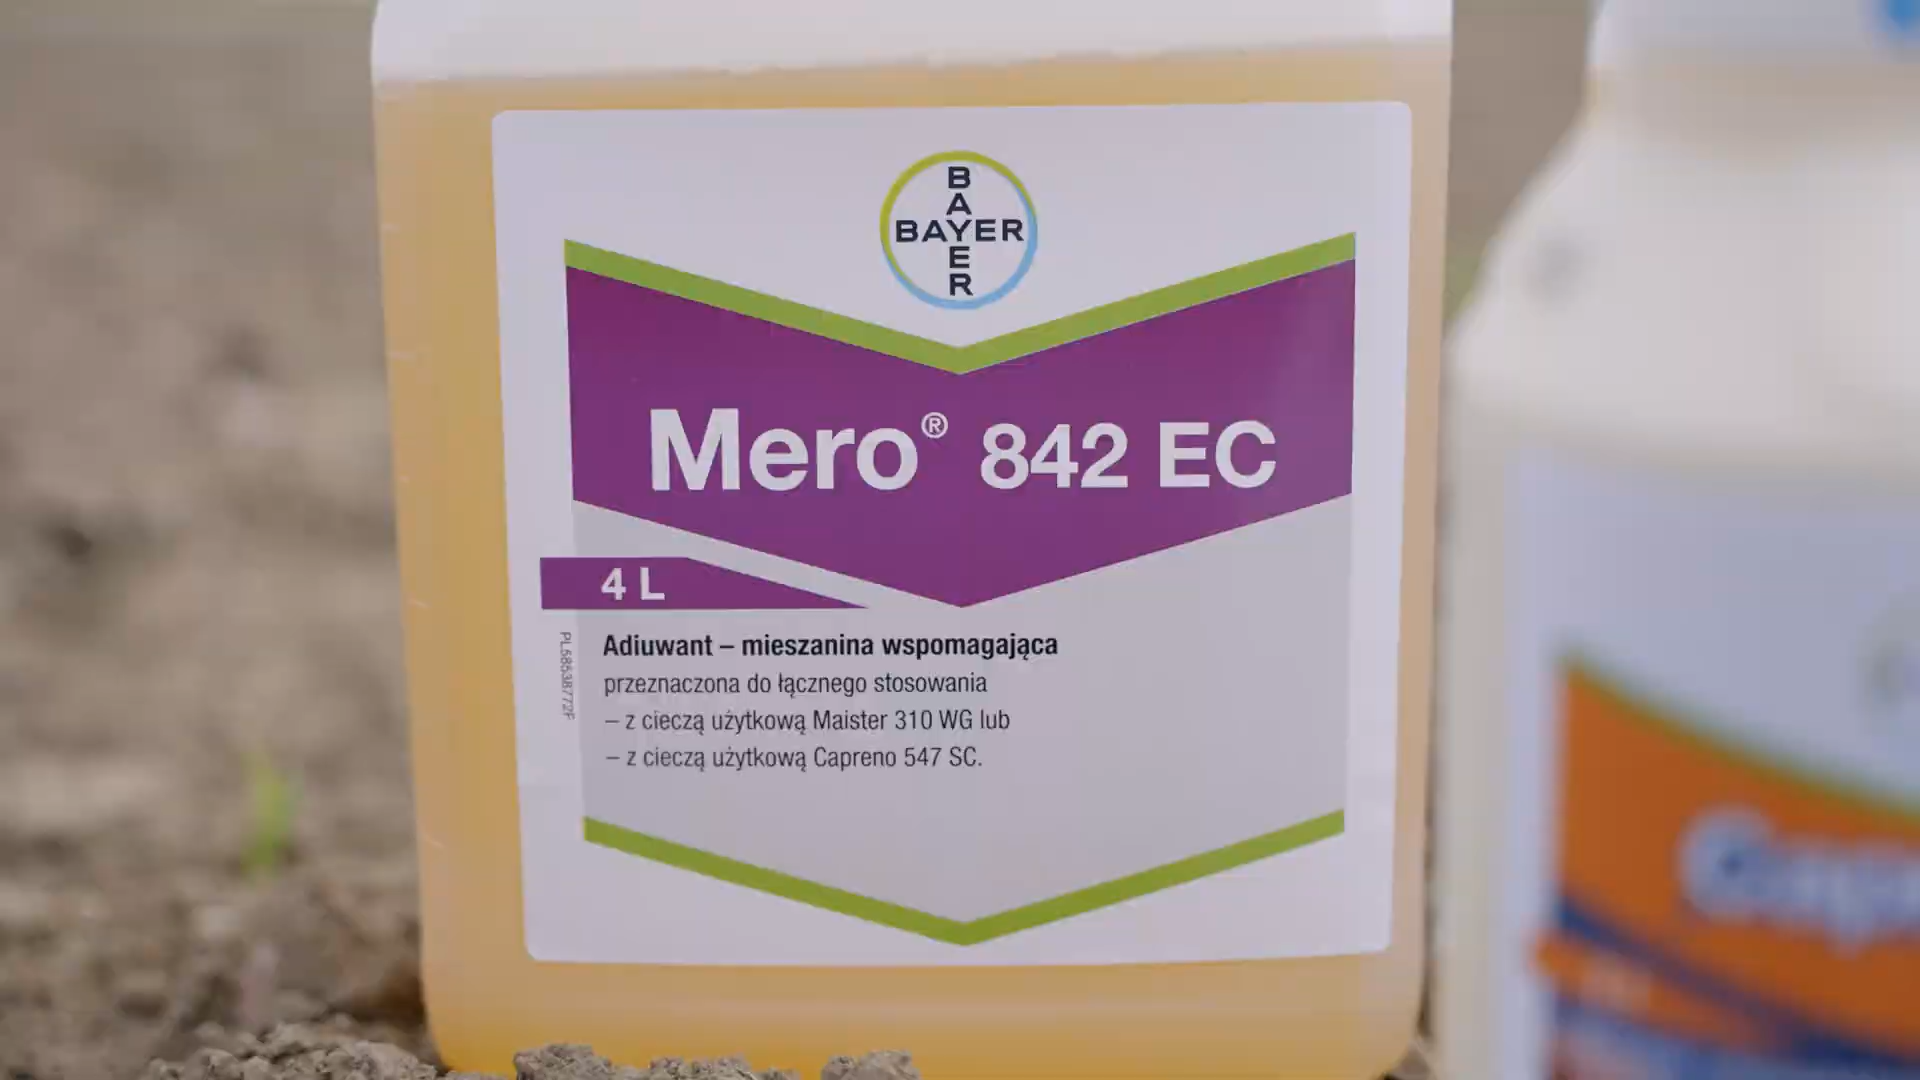 BAYER
BAYER
Mero® 842 EC
4 L
Adiuwant – mieszanina wspomagająca
przeznaczona do łącznego stosowania
– z cieczą użytkową Maister 310 WG lub
– z cieczą użytkową Capreno 547 SC.